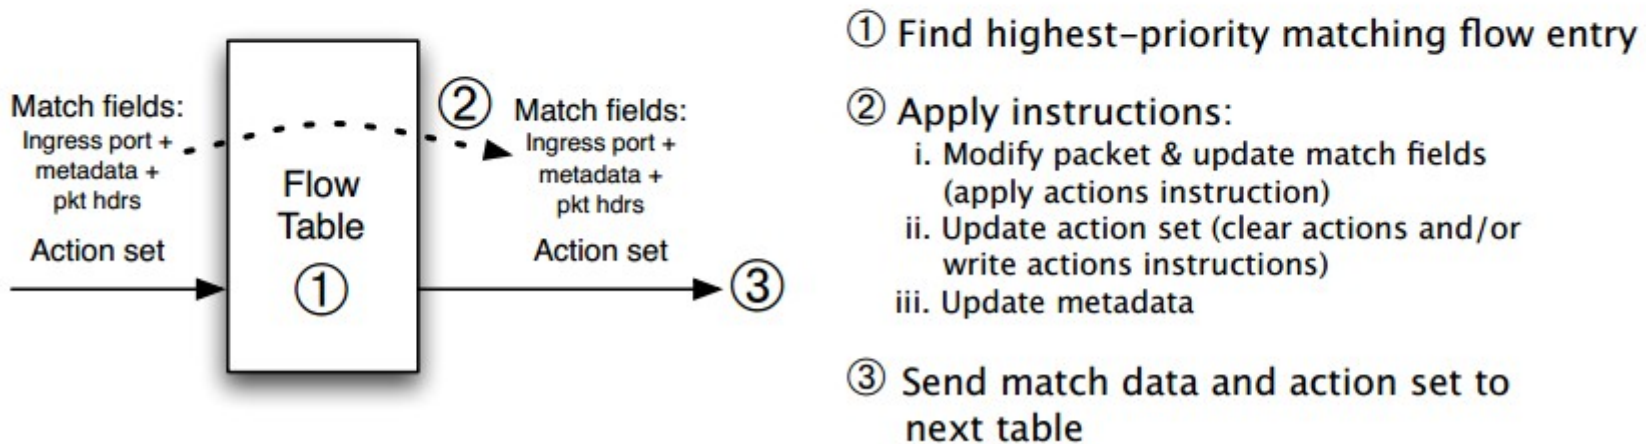 Match fields:
Ingress port +
metadata +
pkt hdrs
Action set
Flow
Table
①
②
Match fields:
Ingress port +
metadata +
pkt hdrs
Action set
③
① Find highest–priority matching flow entry
② Apply instructions:
i. Modify packet & update match fields
(apply actions instruction)
ii. Update action set (clear actions and/or
write actions instructions)
iii. Update metadata
③ Send match data and action set to
next table